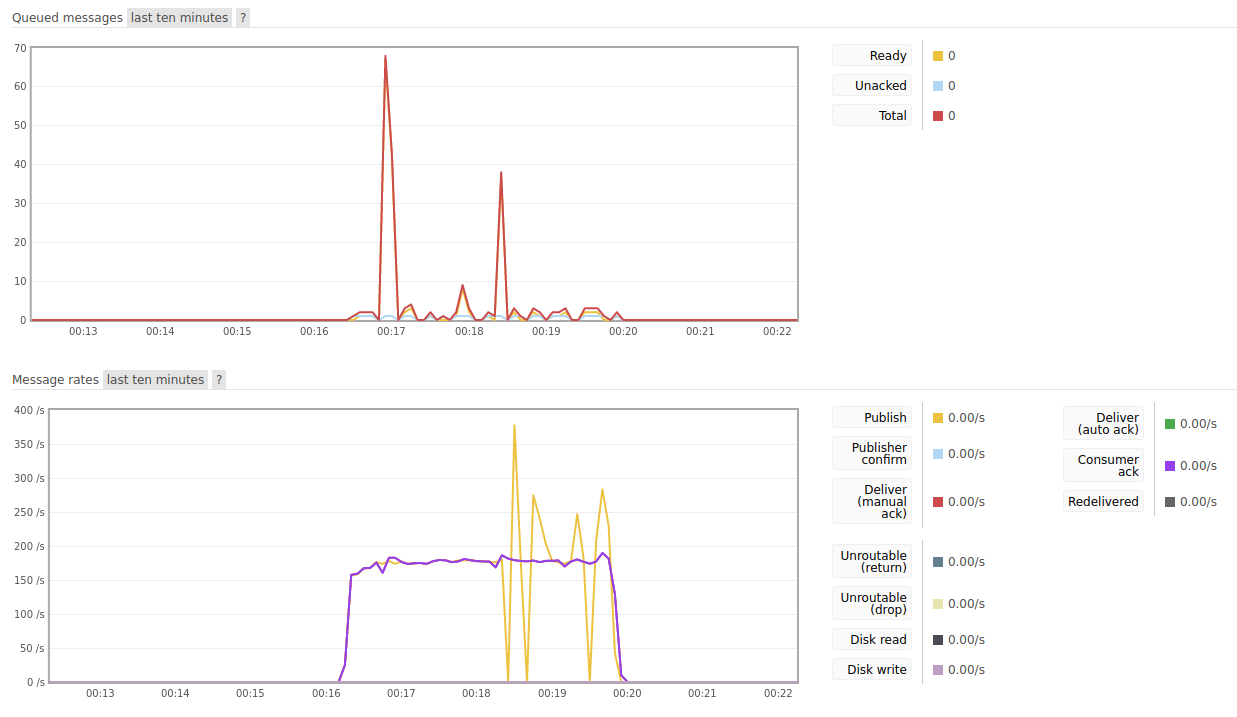 Queued messages last ten minutes ?
70
60
50
40
30
20
10
0
00:13 00:14 00:15 00:16 00:17 00:18 00:19 00:20 00:21 00:22
Ready 0
Unacked 0
Total 0
Message rates last ten minutes ?
400 /s
350 /s
300 /s
250 /s
200 /s
150 /s
100 /s
50 /s
0 /s
00:13 00:14 00:15 00:16 00:17 00:18 00:19 00:20 00:21 00:22
Publish 0.00/s
Publisher
confirm 0.00/s
Deliver
(manual 0.00/s
ack)
Unroutable
(return) 0.00/s
Unroutable
(drop) 0.00/s
Disk read 0.00/s
Disk write 0.00/s
Deliver
(auto ack) 0.00/s
Consumer
ack 0.00/s
Redelivered 0.00/s